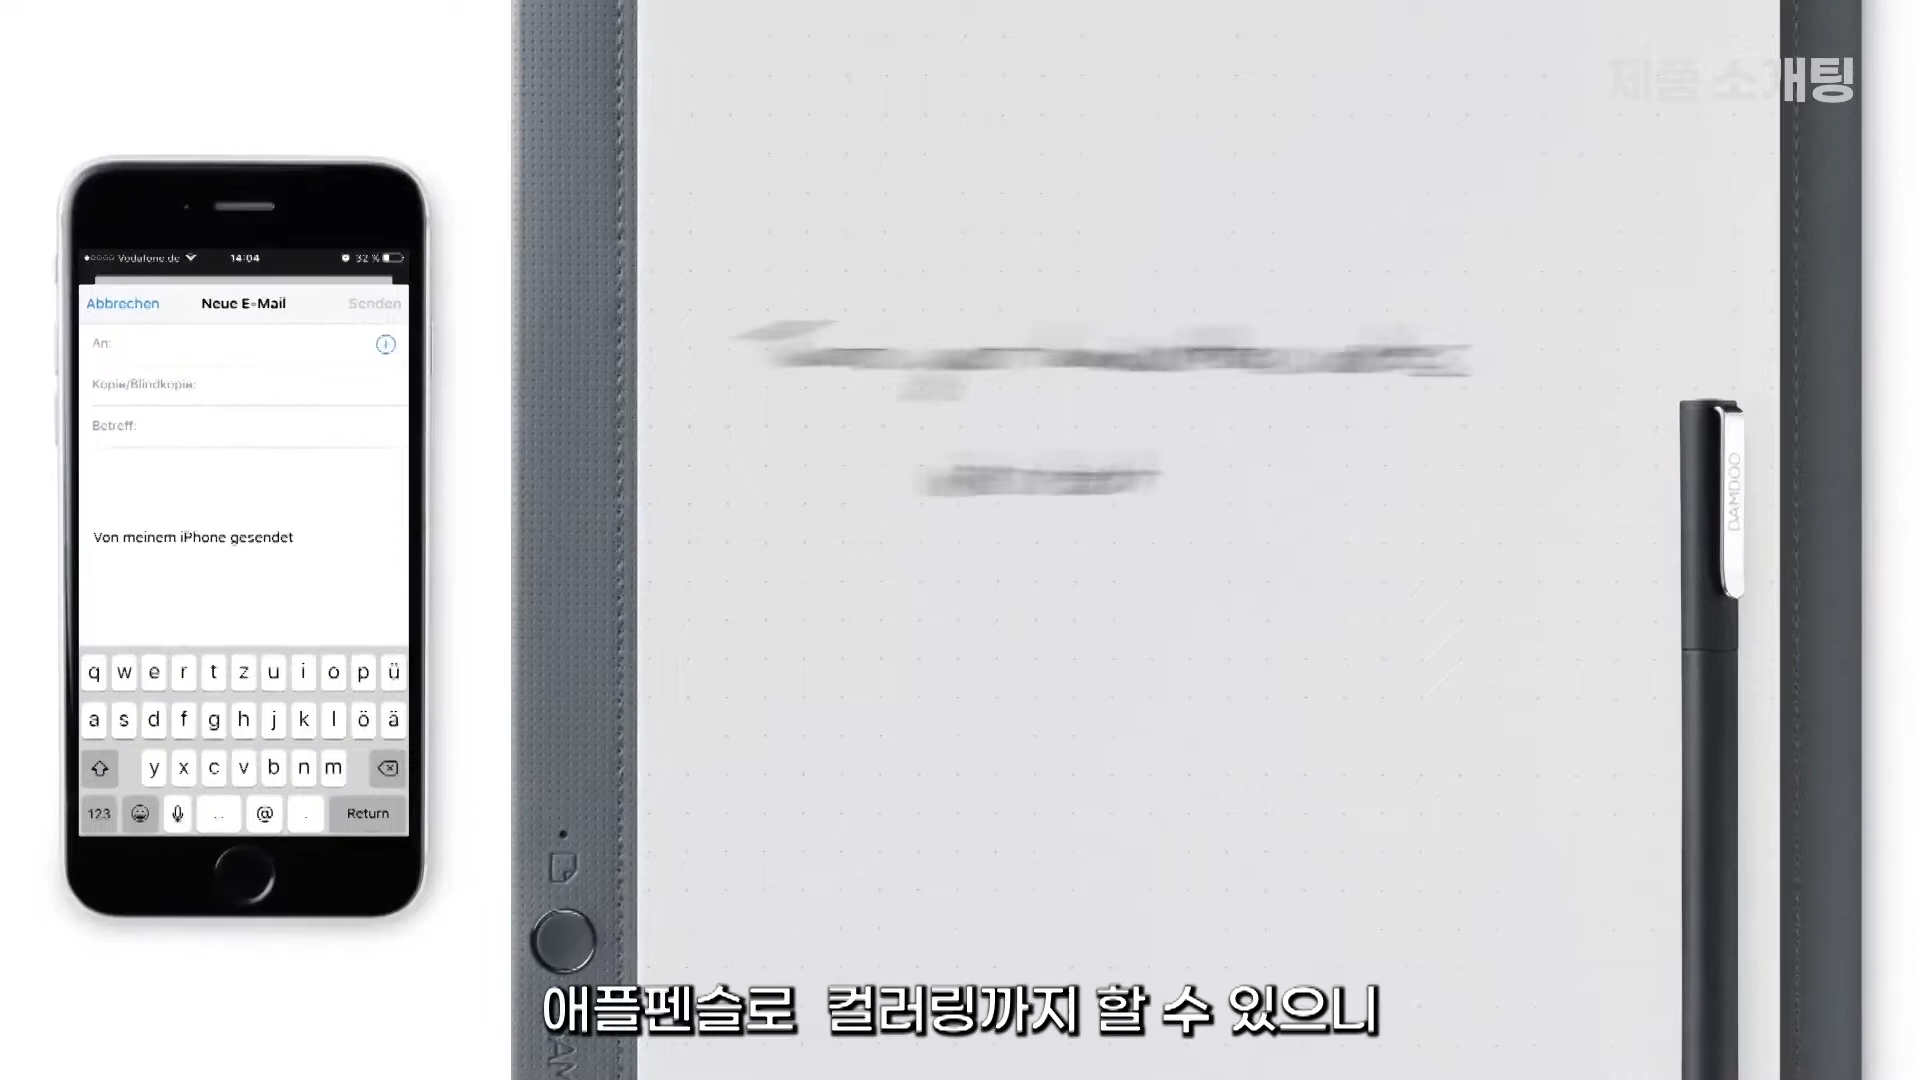 제품 소개팅
Vodafone.de 14:04 32 %
Abbrechen Neue E-Mail Senden
An:
Kopie/Blindkopie:
Betreff:
Von meinem iPhone gesendet
q w e r t z u i o p ü
a s d f g h j k l ö ä
y x c v b n m
123 @ . Return
BAMBOO
애플펜슬로 컬러링까지 할 수 있으니